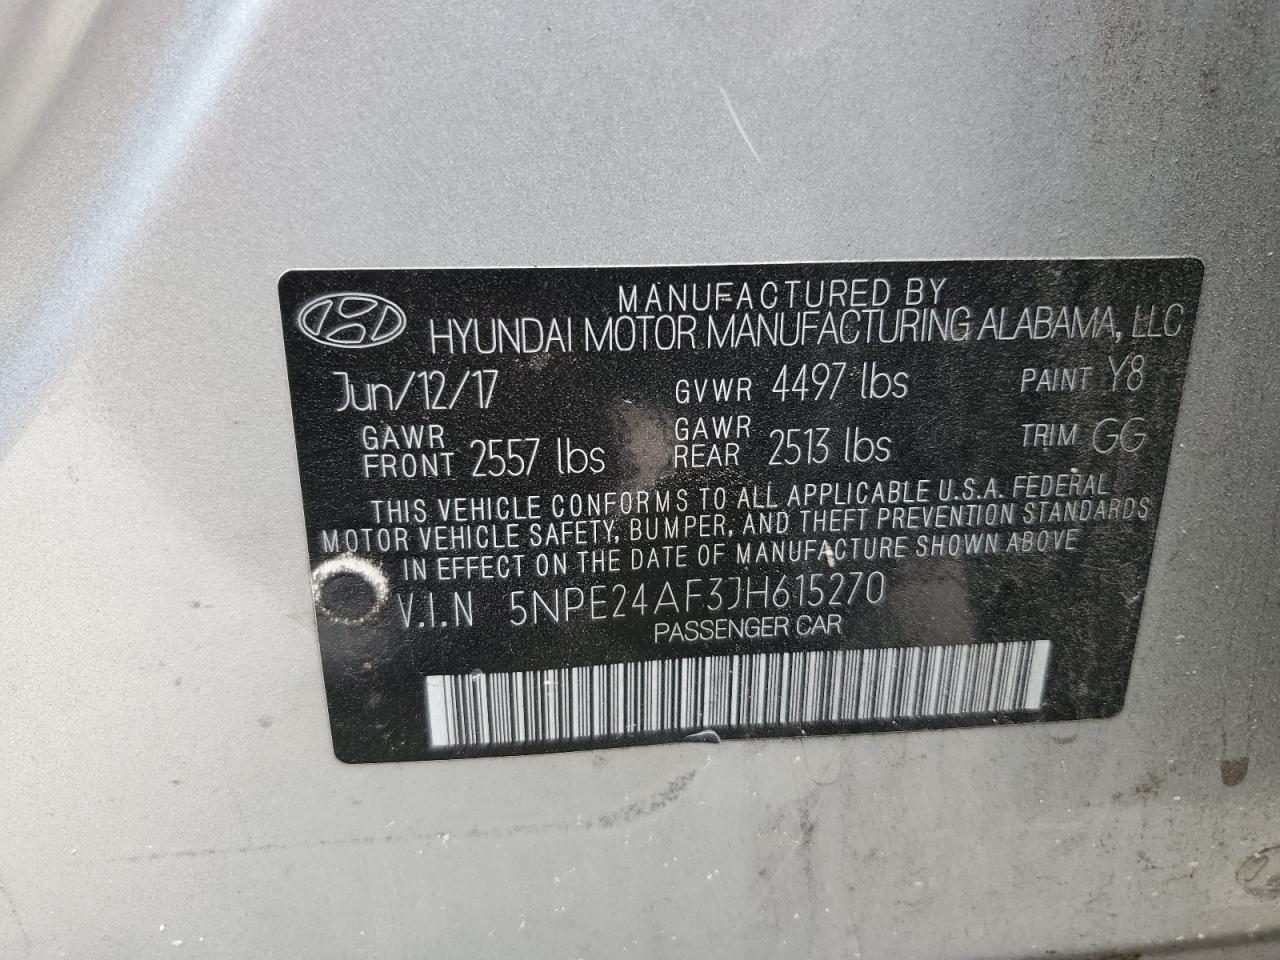 MANUFACTURED BY
HYUNDAI MOTOR MANUFACTURING ALABAMA, LLC
Jun/12/17 GVWR 4497 lbs PAINT Y8
GAWR FRONT 2557 lbs GAWR REAR 2513 lbs TRIM GG
THIS VEHICLE CONFORMS TO ALL APPLICABLE U.S.A. FEDERAL
MOTOR VEHICLE SAFETY, BUMPER, AND THEFT PREVENTION STANDARDS
IN EFFECT ON THE DATE OF MANUFACTURE SHOWN ABOVE
V.I.N 5NPE24AF3JH615270
PASSENGER CAR